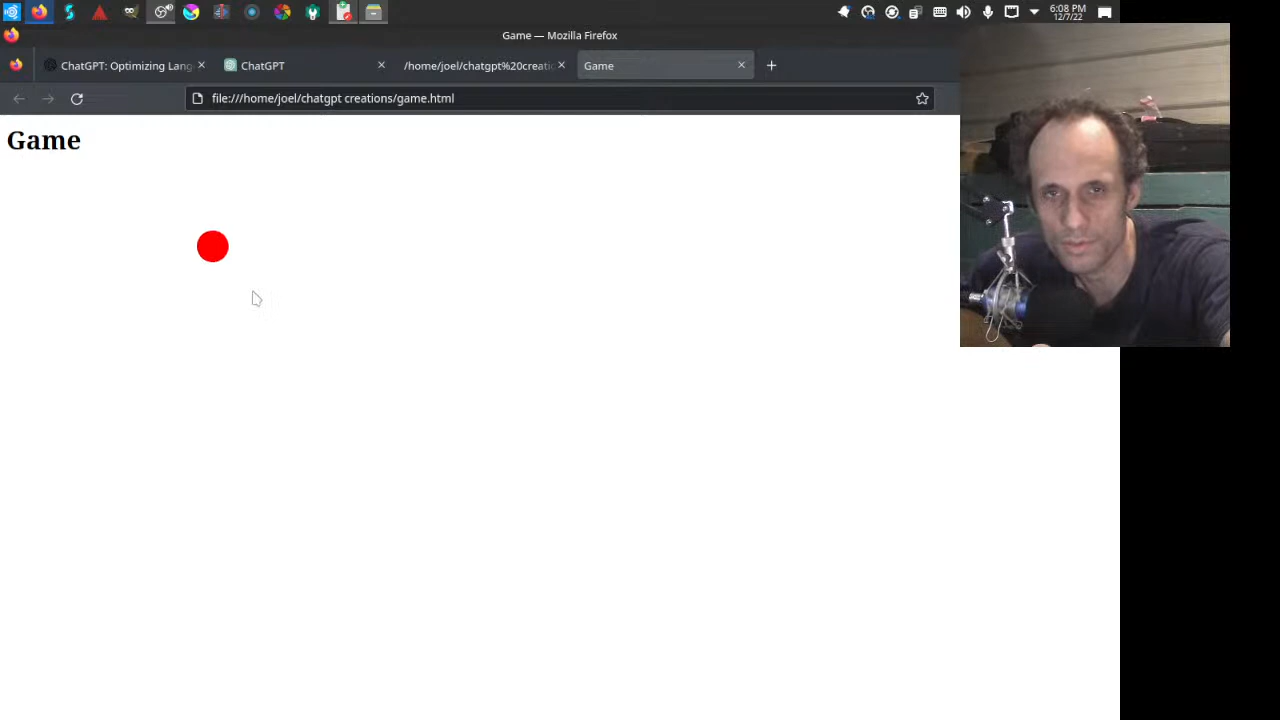 6:08 PM
12/7/22
Game — Mozilla Firefox
ChatGPT: Optimizing Lang
ChatGPT
/home/joel/chatgpt%20creatio
Game
file:///home/joel/chatgpt creations/game.html
Game